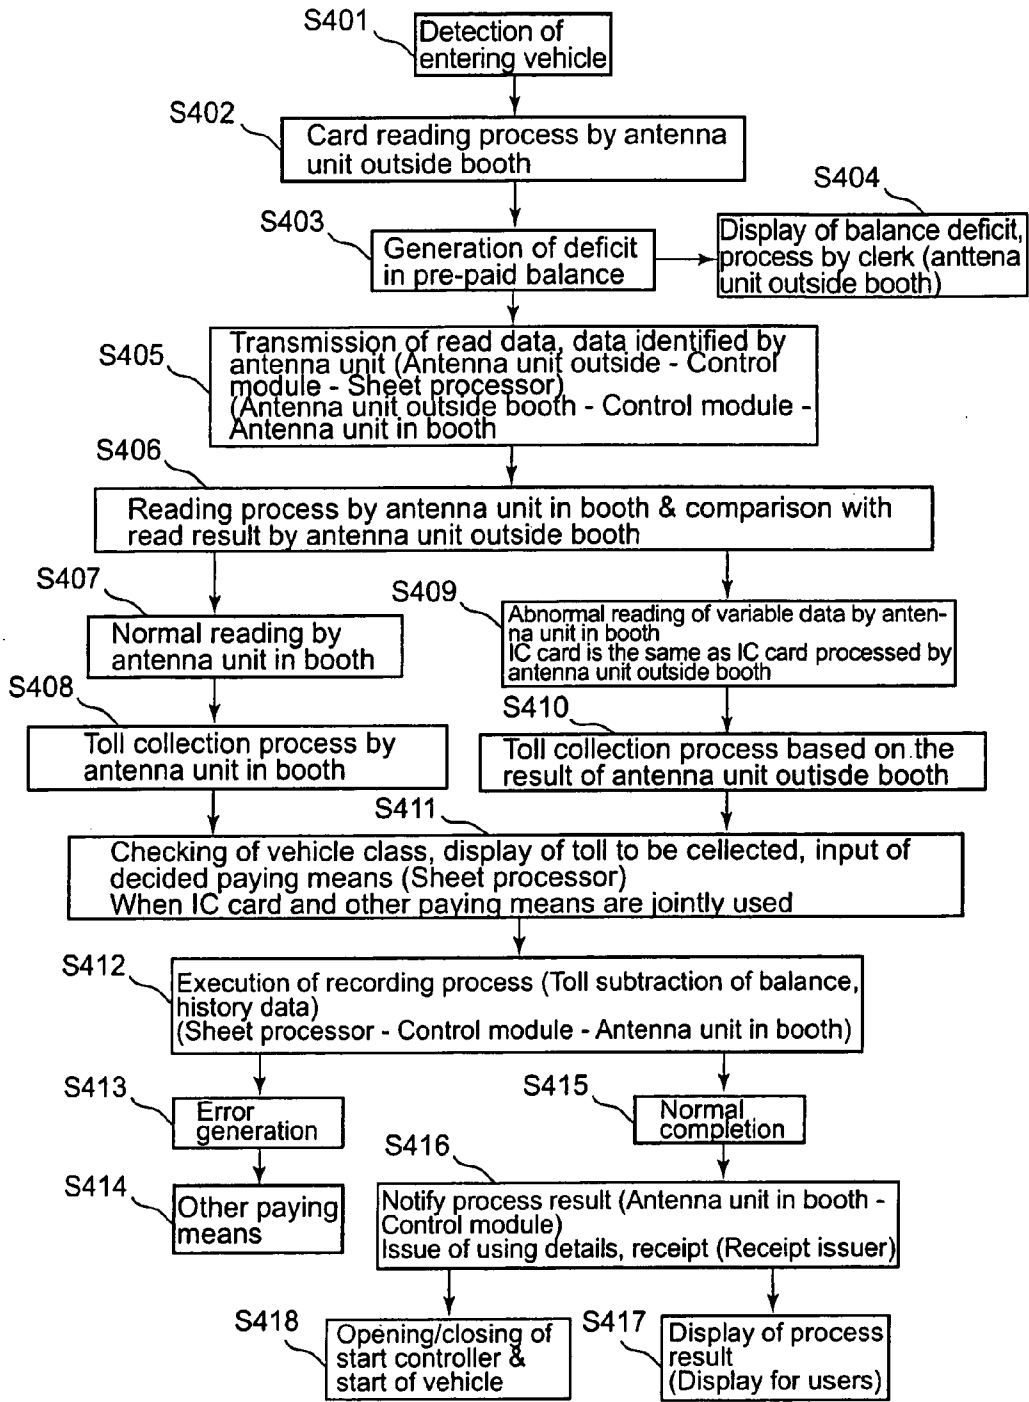 S401
Detection of
entering vehicle
S402
Card reading process by antenna
unit outside booth
S403
Generation of deficit
in pre-paid balance
S404
Display of balance deficit,
process by clerk (anttena
unit outside booth)
S405
Transmission of read data, data identified by
antenna unit (Antenna unit outside - Control
module - Sheet processor)
(Antenna unit outside booth - Control module -
Antenna unit in booth
S406
Reading process by antenna unit in booth & comparison with
read result by antenna unit outside booth
S407
Normal reading by
antenna unit in booth
S409
Abnormal reading of variable data by anten-
na unit in booth
IC card is the same as IC card processed by
antenna unit outside booth
S408
Toll collection process by
antenna unit in booth
S410
Toll collection process based on the
result of antenna unit outisde booth
S411
Checking of vehicle class, display of toll to be cellected, input of
decided paying means (Sheet processor)
When IC card and other paying means are jointly used
S412
Execution of recording process (Toll subtraction of balance,
history data)
(Sheet processor - Control module - Antenna unit in booth)
S413
Error
generation
S415
Normal
completion
S414
Other paying
means
S416
Notify process result (Antenna unit in booth -
Control module)
Issue of using details, receipt (Receipt issuer)
S418
Opening/closing of
start controller &
start of vehicle
S417
Display of process
result
(Display for users)